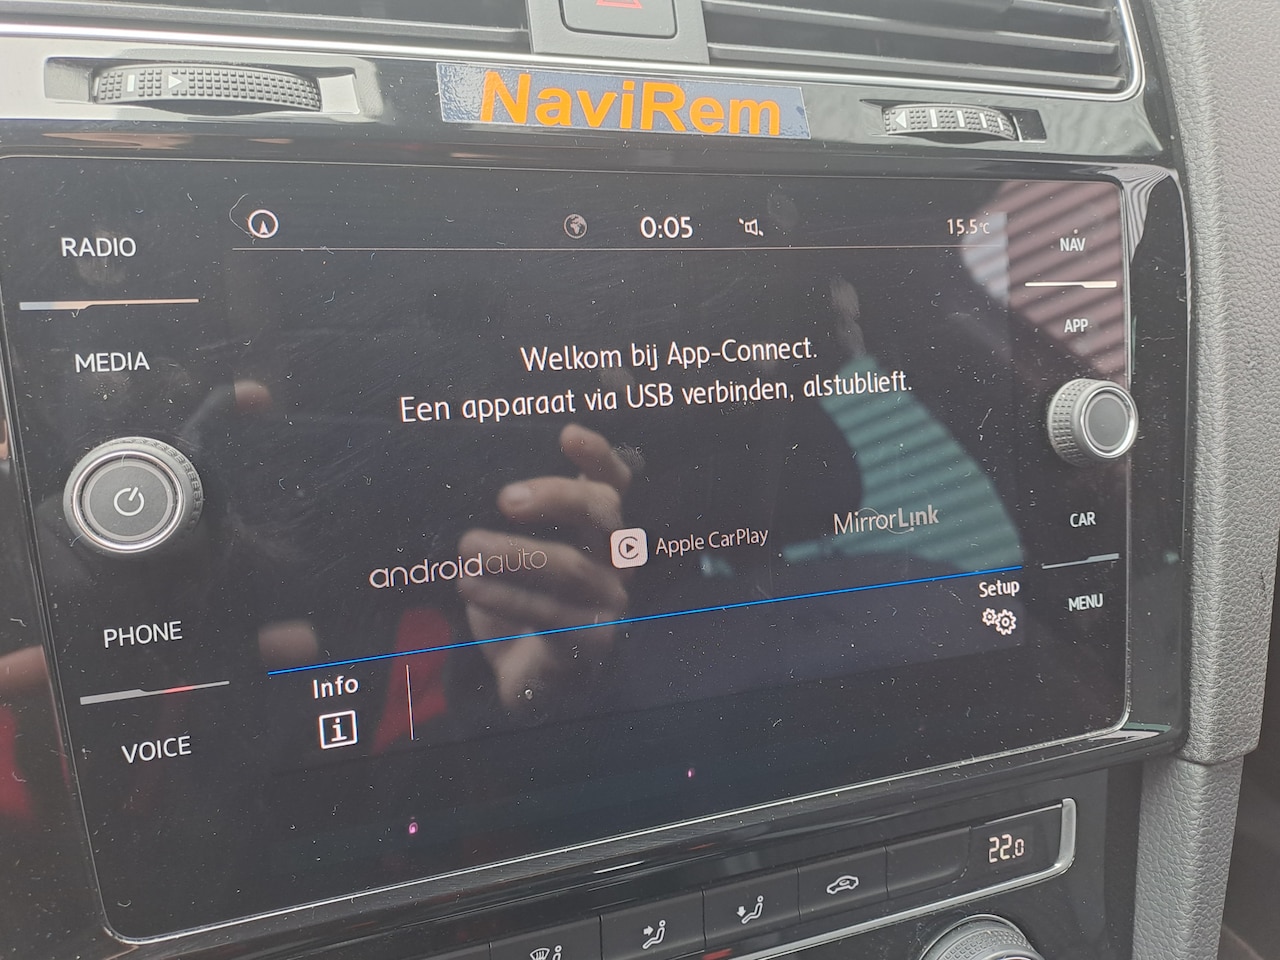 NaviRem
0:05
15.5°C
RADIO
MEDIA
PHONE
VOICE
NAV
APP
CAR
MENU
Welkom bij App-Connect.
Een apparaat via USB verbinden, alstublieft.
androidauto
Apple CarPlay
MirrorLink
Setup
Info
i
22.0